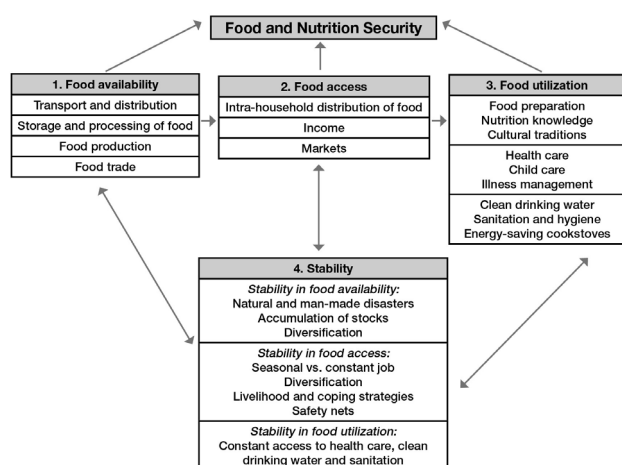 Food and Nutrition Security
1. Food availability
Transport and distribution
Storage and processing of food
Food production
Food trade
2. Food access
Intra-household distribution of food
Income
Markets
3. Food utilization
Food preparation
Nutrition knowledge
Cultural traditions
Health care
Child care
Illness management
Clean drinking water
Sanitation and hygiene
Energy-saving cookstoves
4. Stability
Stability in food availability:
Natural and man-made disasters
Accumulation of stocks
Diversification
Stability in food access:
Seasonal vs. constant job
Diversification
Livelihood and coping strategies
Safety nets
Stability in food utilization:
Constant access to health care, clean
drinking water and sanitation